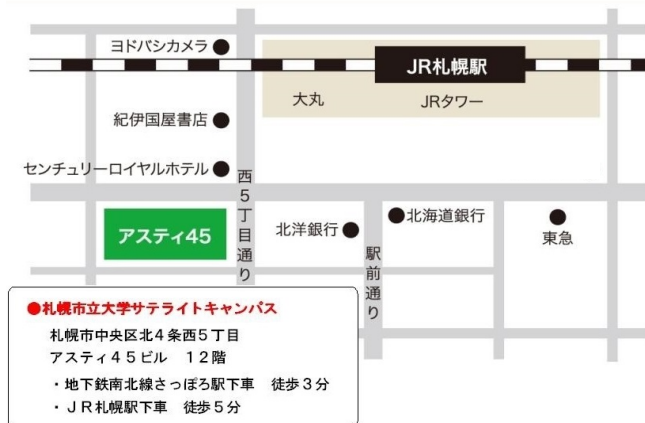 ヨドバシカメラ
JR札幌駅
大丸
JRタワー
紀伊国屋書店
センチュリーロイヤルホテル
西5丁目通り
アスティ45
北洋銀行
北海道銀行
東急
駅前通り
●札幌市立大学サテライトキャンパス
札幌市中央区北4条西5丁目
アスティ45ビル　12階
・地下鉄南北線さっぽろ駅下車　徒歩3分
・JR札幌駅下車　徒歩5分